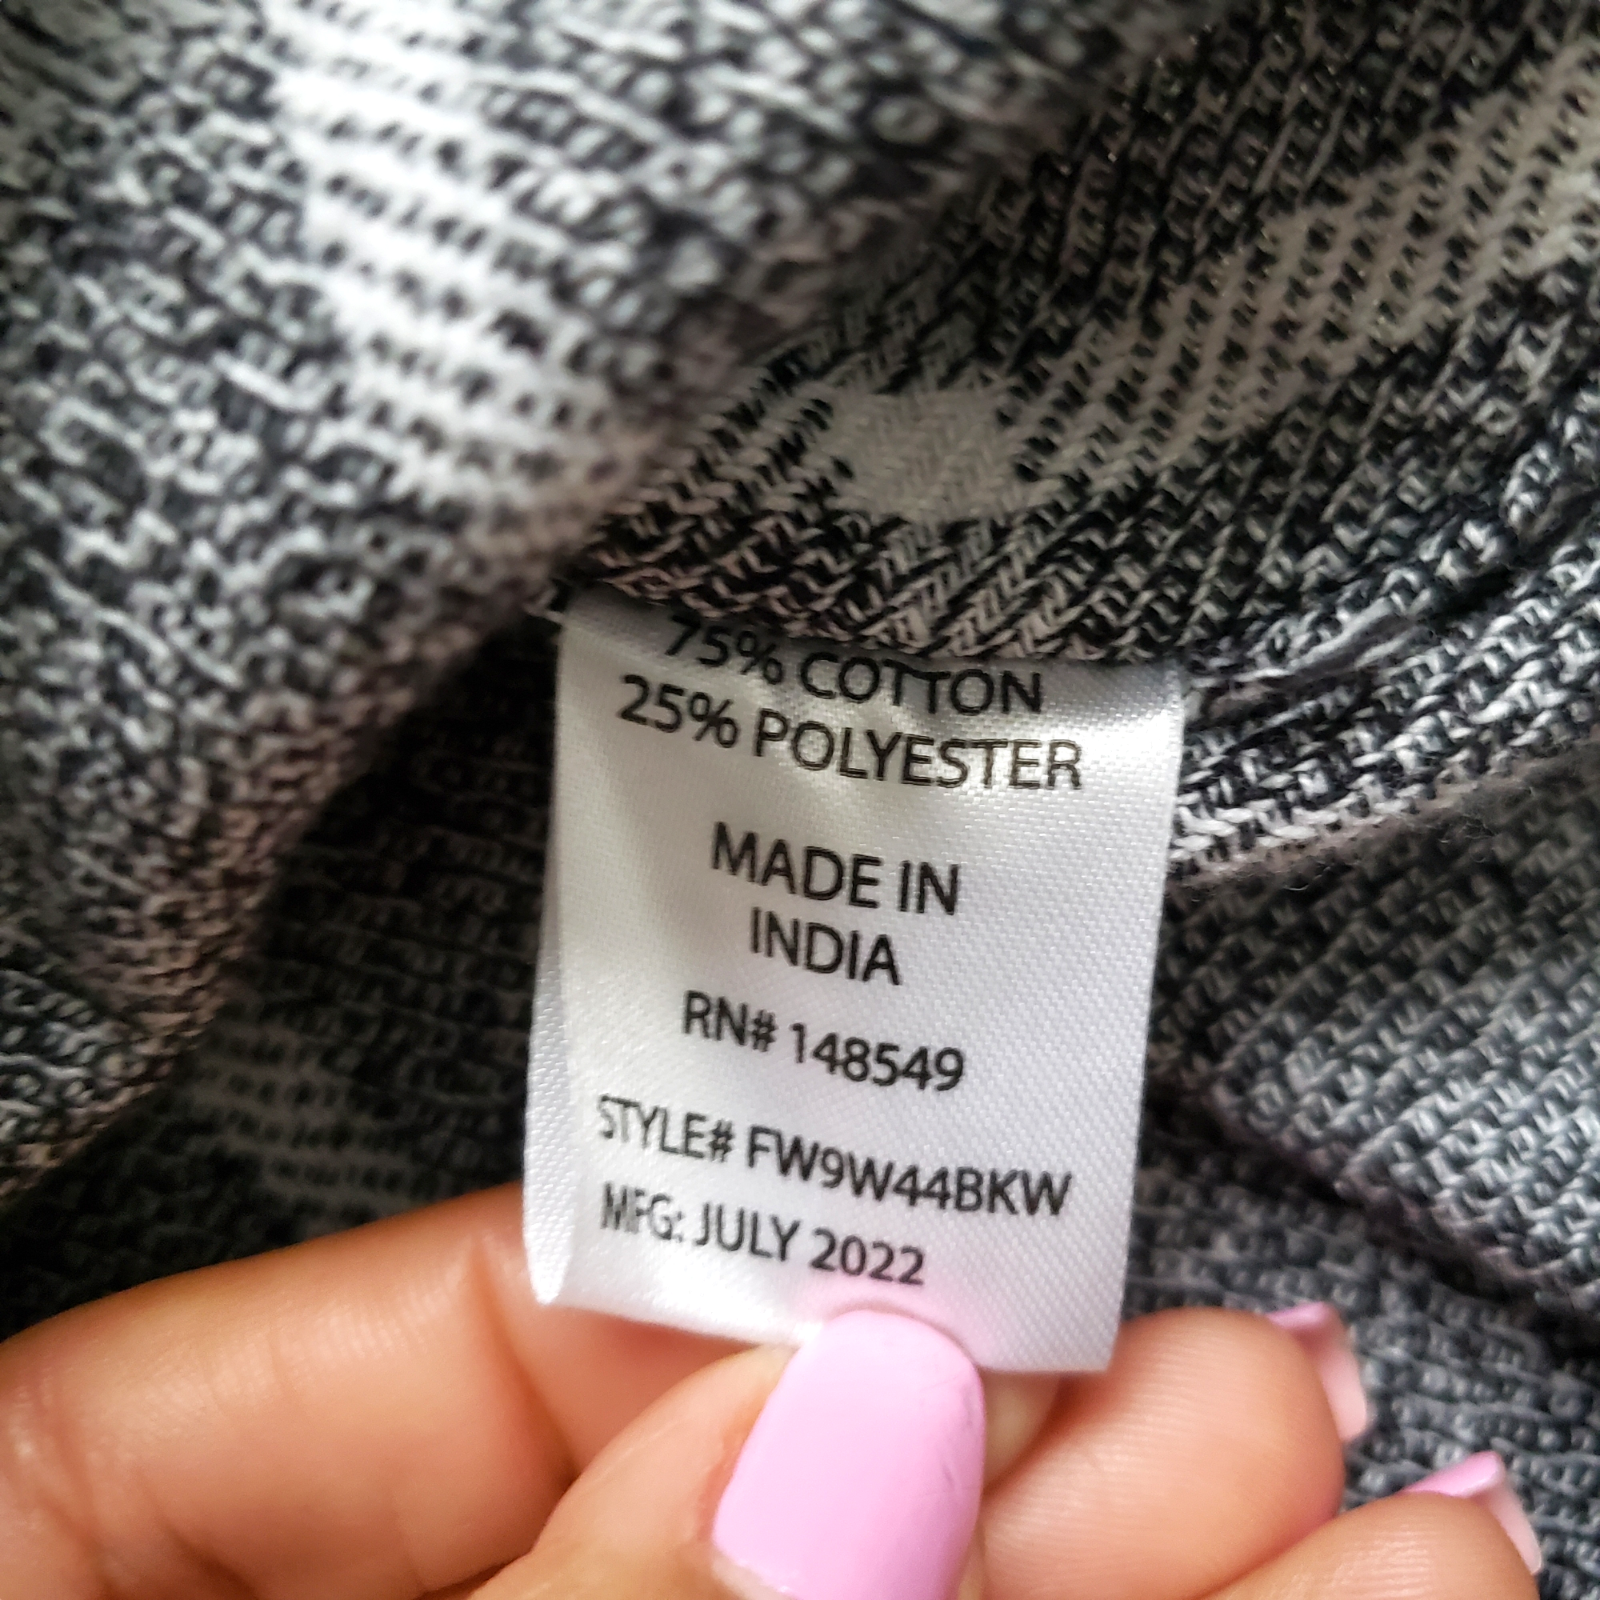 75% COTTON
25% POLYESTER
MADE IN
INDIA
RN# 148549
STYLE# FW9W44BKW
MFG: JULY 2022